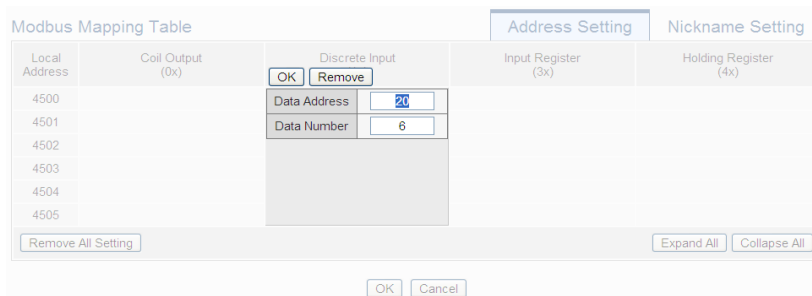 Modbus Mapping Table
Address Setting
Nickname Setting
Local Address
Coil Output (0x)
Discrete Input
OK
Remove
Input Register (3x)
Holding Register (4x)
4500
Data Address
20
4501
Data Number
6
4502
4503
4504
4505
Remove All Setting
Expand All
Collapse All
OK
Cancel